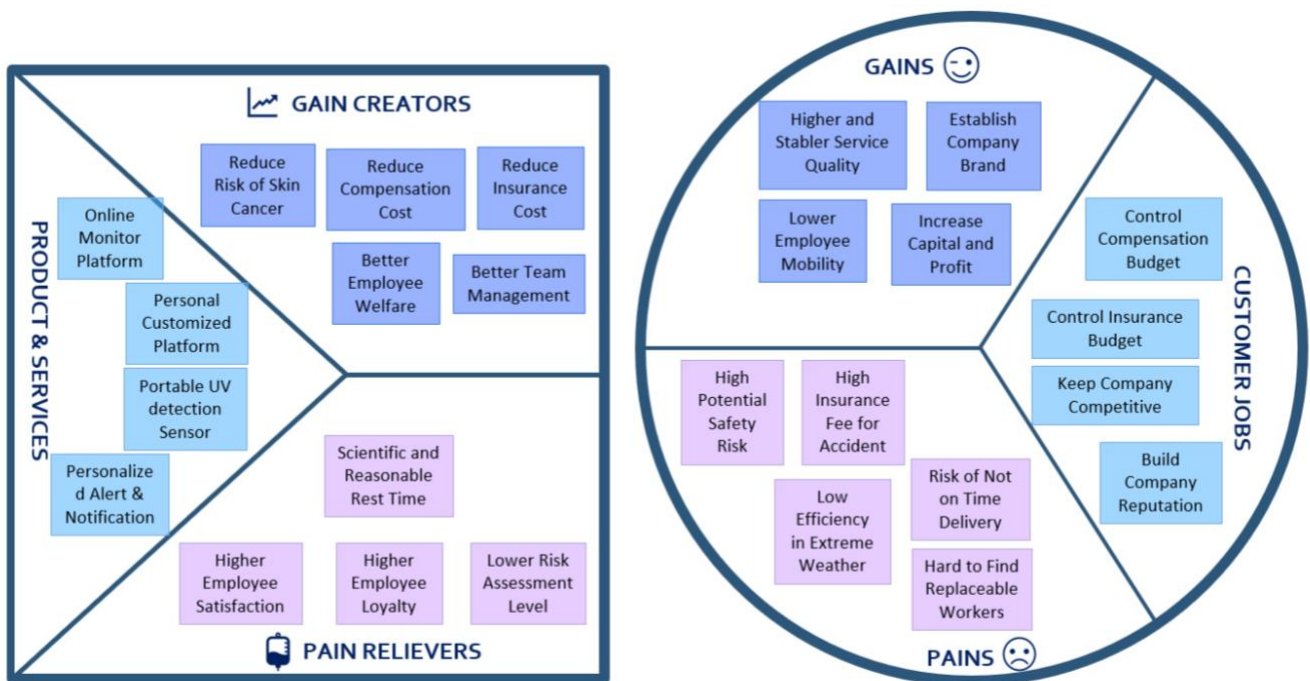 GAIN CREATORS
Reduce
Risk of Skin
Cancer
Reduce
Compensation
Cost
Reduce
Insurance
Cost
Better
Employee
Welfare
Better Team
Management
PRODUCT & SERVICES
Online
Monitor
Platform
Personal
Customized
Platform
Portable UV
detection
Sensor
Personalize
d Alert &
Notification
Scientific and
Reasonable
Rest Time
Higher
Employee
Satisfaction
Higher
Employee
Loyalty
Lower Risk
Assessment
Level
PAIN RELIEVERS
GAINS
Higher and
Stabler Service
Quality
Establish
Company
Brand
Lower
Employee
Mobility
Increase
Capital and
Profit
Control
Compensation
Budget
Control Insurance
Budget
Keep Company
Competitive
Build
Company
Reputation
CUSTOMER JOBS
High
Potential
Safety
Risk
High
Insurance
Fee for
Accident
Low
Efficiency
in Extreme
Weather
Risk of Not
on Time
Delivery
Hard to Find
Replaceable
Workers
PAINS